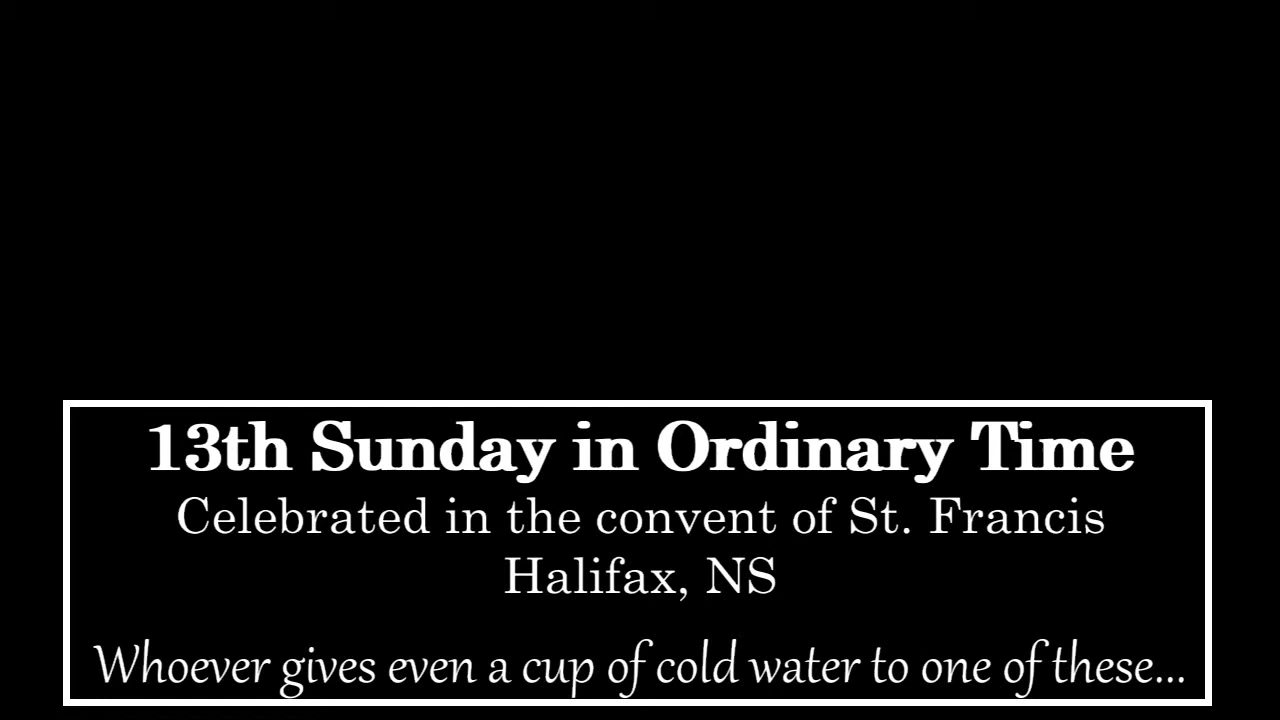 13th Sunday in Ordinary Time
Celebrated in the convent of St. Francis
Halifax, NS
Whoever gives even a cup of cold water to one of these...